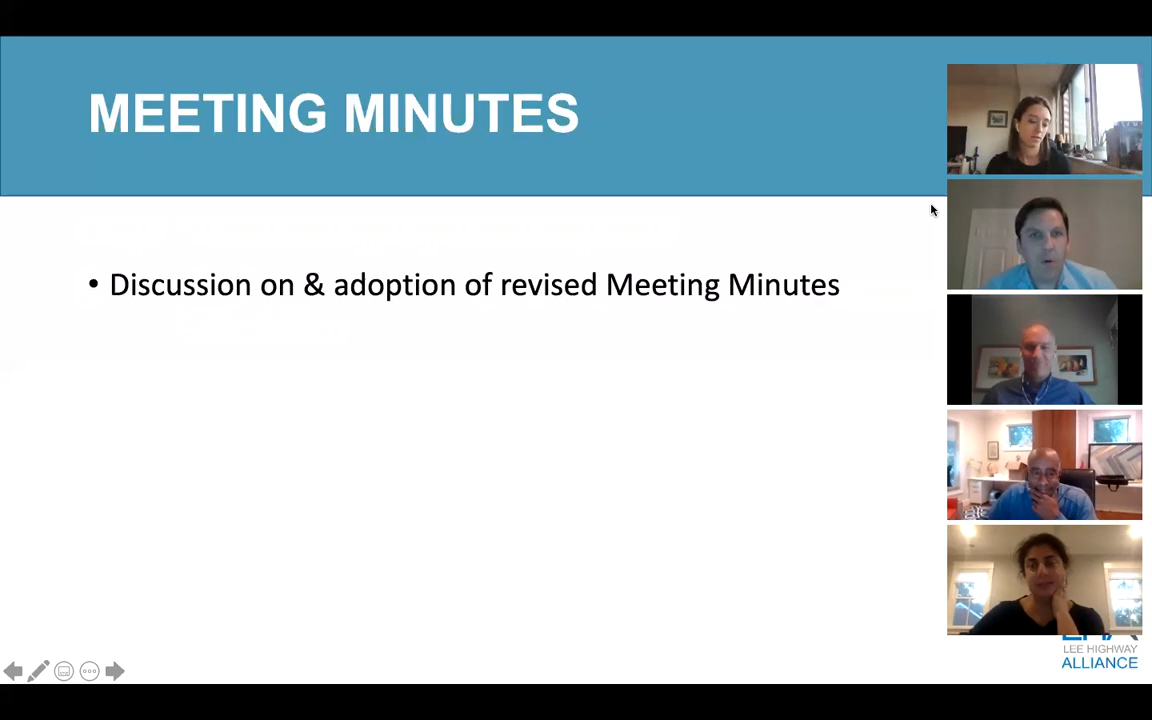 MEETING MINUTES
• Discussion on & adoption of revised Meeting Minutes
LEE HIGHWAY
ALLIANCE